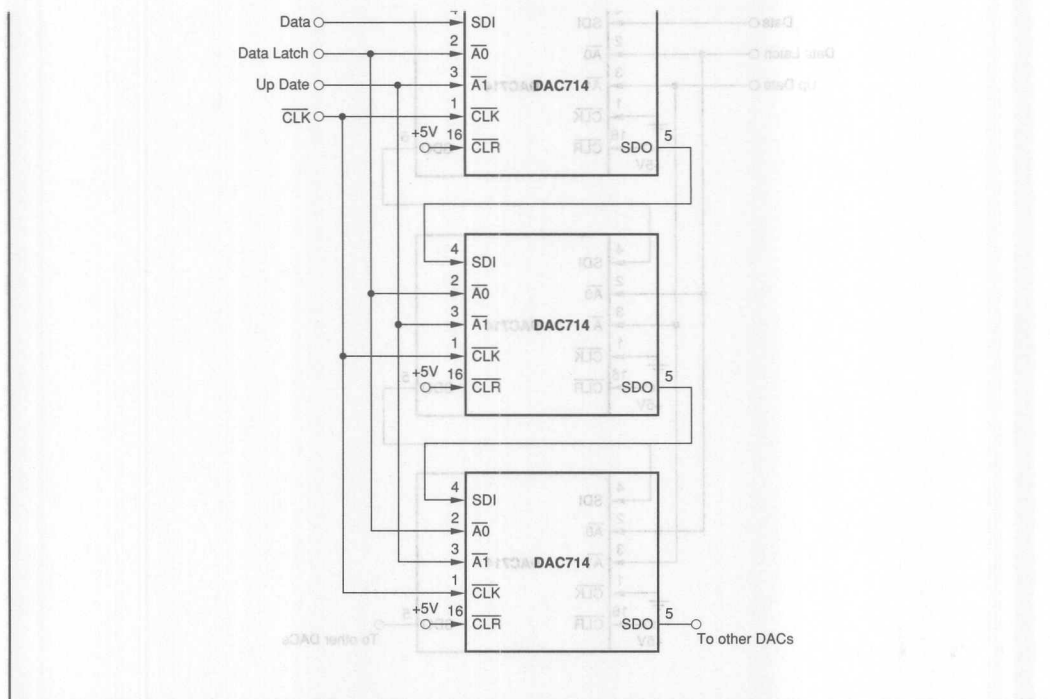 Data
SDI
Data Latch
2
A0
Up Date
3
A1
DAC714
CLK
1
CLK
+5V
16
CLR
SDO
5
4
SDI
2
A0
3
A1
DAC714
1
CLK
+5V
16
CLR
SDO
5
4
SDI
2
A0
3
A1
DAC714
1
CLK
+5V
16
CLR
SDO
5
To other DACs